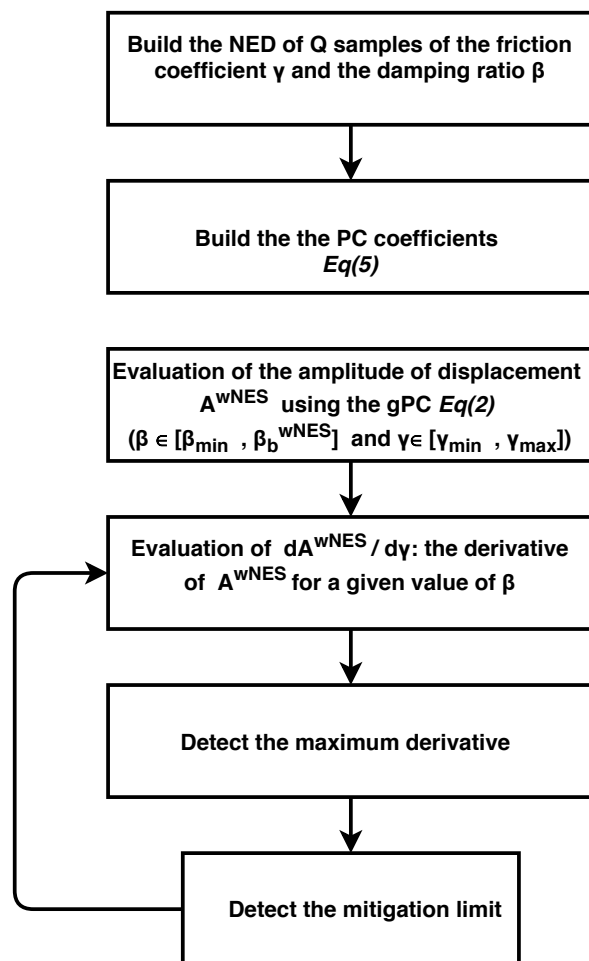 Build the NED of Q samples of the friction
coefficient γ and the damping ratio β
Build the the PC coefficients
Eq(5)
Evaluation of the amplitude of displacement
A^wNES using the gPC Eq(2)
(β ∈ [β_min , β_b^wNES] and γ∈ [γ_min , γ_max])
Evaluation of dA^wNES / dγ: the derivative
of A^wNES for a given value of β
Detect the maximum derivative
Detect the mitigation limit